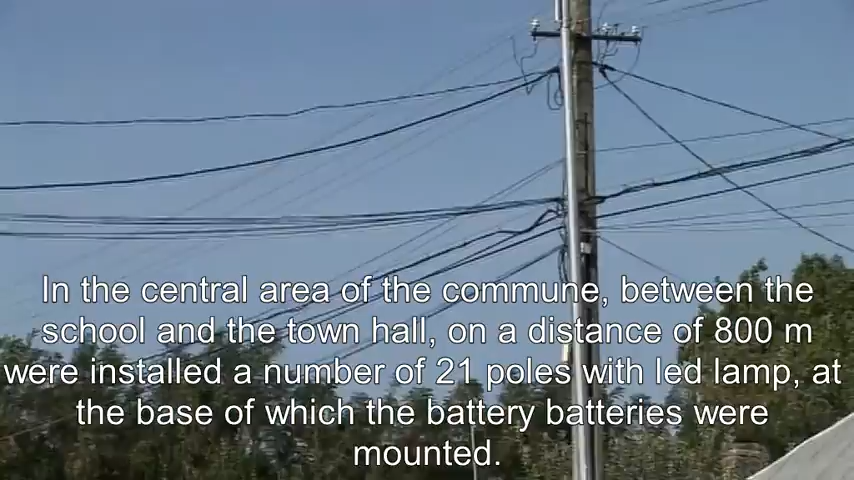 In the central area of the commune, between the
school and the town hall, on a distance of 800 m
were installed a number of 21 poles with led lamp, at
the base of which the battery batteries were
mounted.